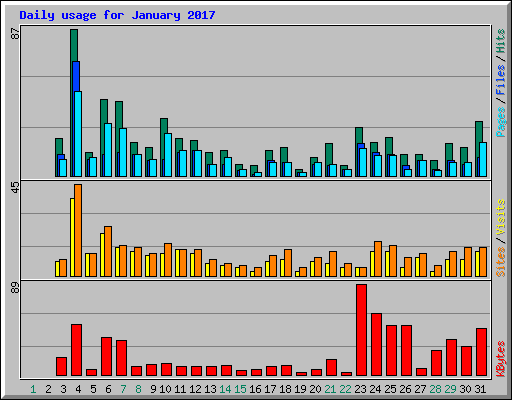 Daily usage for January 2017
87
Pages / Files / Hits
45
Sites / Visits
89
KBytes
1 2 3 4 5 6 7 8 9 10 11 12 13 14 15 16 17 18 19 20 21 22 23 24 25 26 27 28 29 30 31